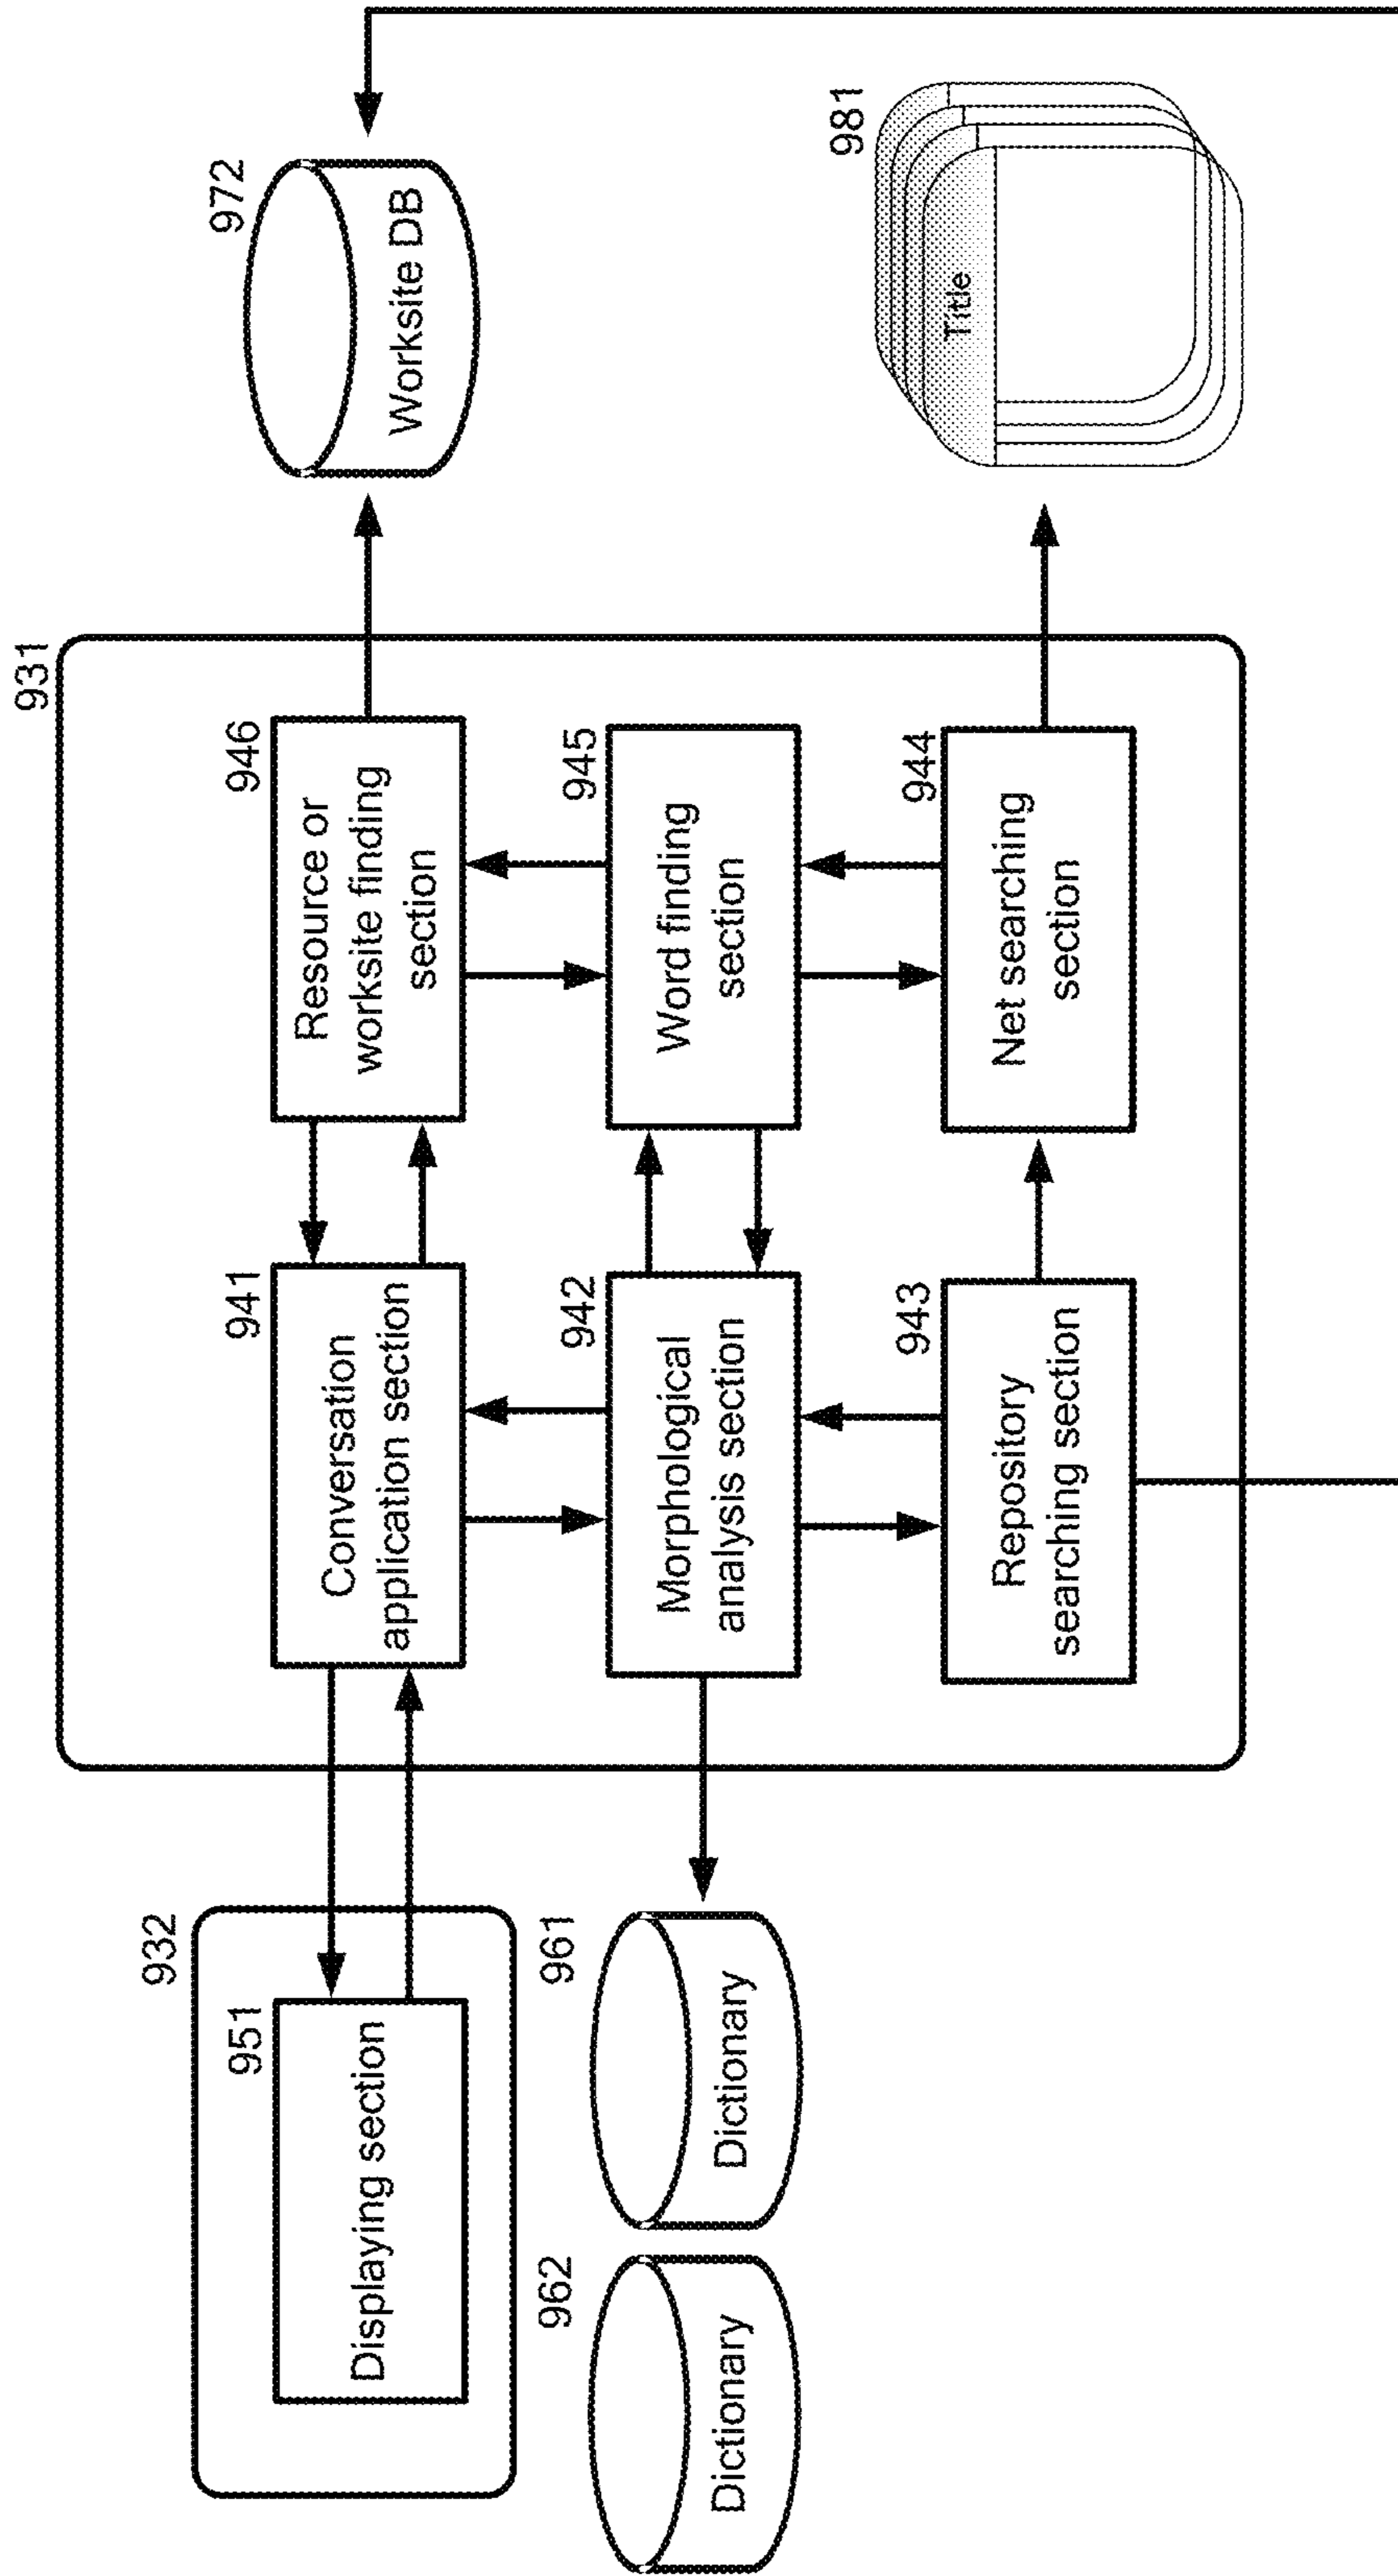 932
951
Displaying section
962
Dictionary
961
Dictionary
931
941
Conversation
application section
946
Resource or
worksite finding
section
942
Morphological
analysis section
945
Word finding
section
943
Repository
searching section
944
Net searching
section
972
Worksite DB
981
Title